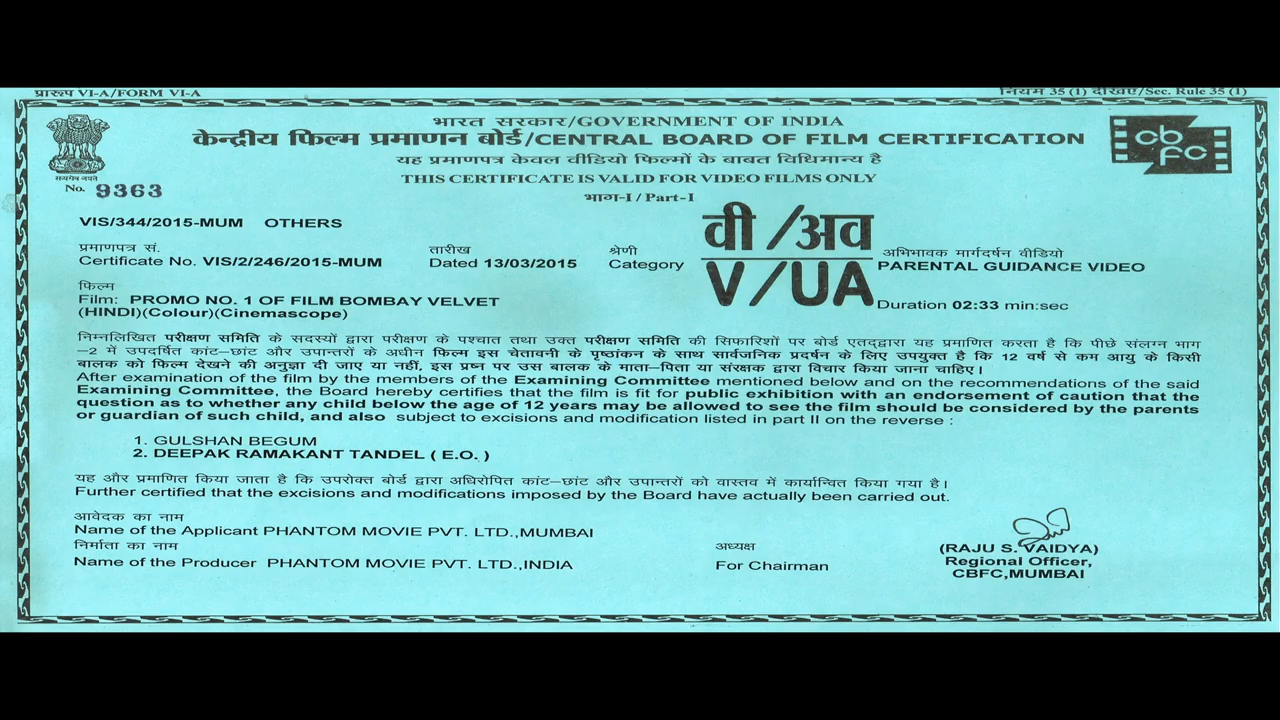 प्रारूप VI-A/FORM VI-A
नियम 35 (1) देखिए/Sec. Rule 35 (1)
भारत सरकार/GOVERNMENT OF INDIA
केन्द्रीय फिल्म प्रमाणन बोर्ड/CENTRAL BOARD OF FILM CERTIFICATION
cb
fc
यह प्रमाणपत्र केवल वीडियो फिल्मों के बाबत विधिमान्य है
सत्यमेव जयते
THIS CERTIFICATE IS VALID FOR VIDEO FILMS ONLY
No. 9363
भाग-I / Part-I
VIS/344/2015-MUM OTHERS
वी /अव
V/UA
प्रमाणपत्र सं. तारीख श्रेणी अभिभावक मार्गदर्षन वीडियो
Certificate No. VIS/2/246/2015-MUM Dated 13/03/2015 Category PARENTAL GUIDANCE VIDEO
फिल्म
Film: PROMO NO. 1 OF FILM BOMBAY VELVET
Duration 02:33 min:sec
(HINDI)(Colour)(Cinemascope)
निम्नलिखित परीक्षण समिति के सदस्यों द्वारा परीक्षण के पश्चात तथा उक्त परीक्षण समिति की सिफारिशों पर बोर्ड एतद्द्वारा यह प्रमाणित करता है कि पीछे संलग्न भाग
-2 में उपदर्षित कांट-छांट और उपान्तरों के अधीन फिल्म इस चेतावनी के पृष्ठांकन के साथ सार्वजनिक प्रदर्षन के लिए उपयुक्त है कि 12 वर्ष से कम आयु के किसी
बालक को फिल्म देखने की अनुज्ञा दी जाए या नहीं, इस प्रश्न पर उस बालक के माता-पिता या संरक्षक द्वारा विचार किया जाना चाहिए।
After examination of the film by the members of the Examining Committee mentioned below and on the recommendations of the said
Examining Committee, the Board hereby certifies that the film is fit for public exhibition with an endorsement of caution that the
question as to whether any child below the age of 12 years may be allowed to see the film should be considered by the parents
or guardian of such child, and also subject to excisions and modification listed in part II on the reverse :
1. GULSHAN BEGUM
2. DEEPAK RAMAKANT TANDEL ( E.O. )
यह और प्रमाणित किया जाता है कि उपरोक्त बोर्ड द्वारा अधिरोपित कांट-छांट और उपान्तरों को वास्तव में कार्यान्वित किया गया है।
Further certified that the excisions and modifications imposed by the Board have actually been carried out.
आवेदक का नाम
Name of the Applicant PHANTOM MOVIE PVT. LTD.,MUMBAI
निर्माता का नाम
Name of the Producer PHANTOM MOVIE PVT. LTD.,INDIA
अध्यक्ष
For Chairman
(RAJU S. VAIDYA)
Regional Officer,
CBFC,MUMBAI